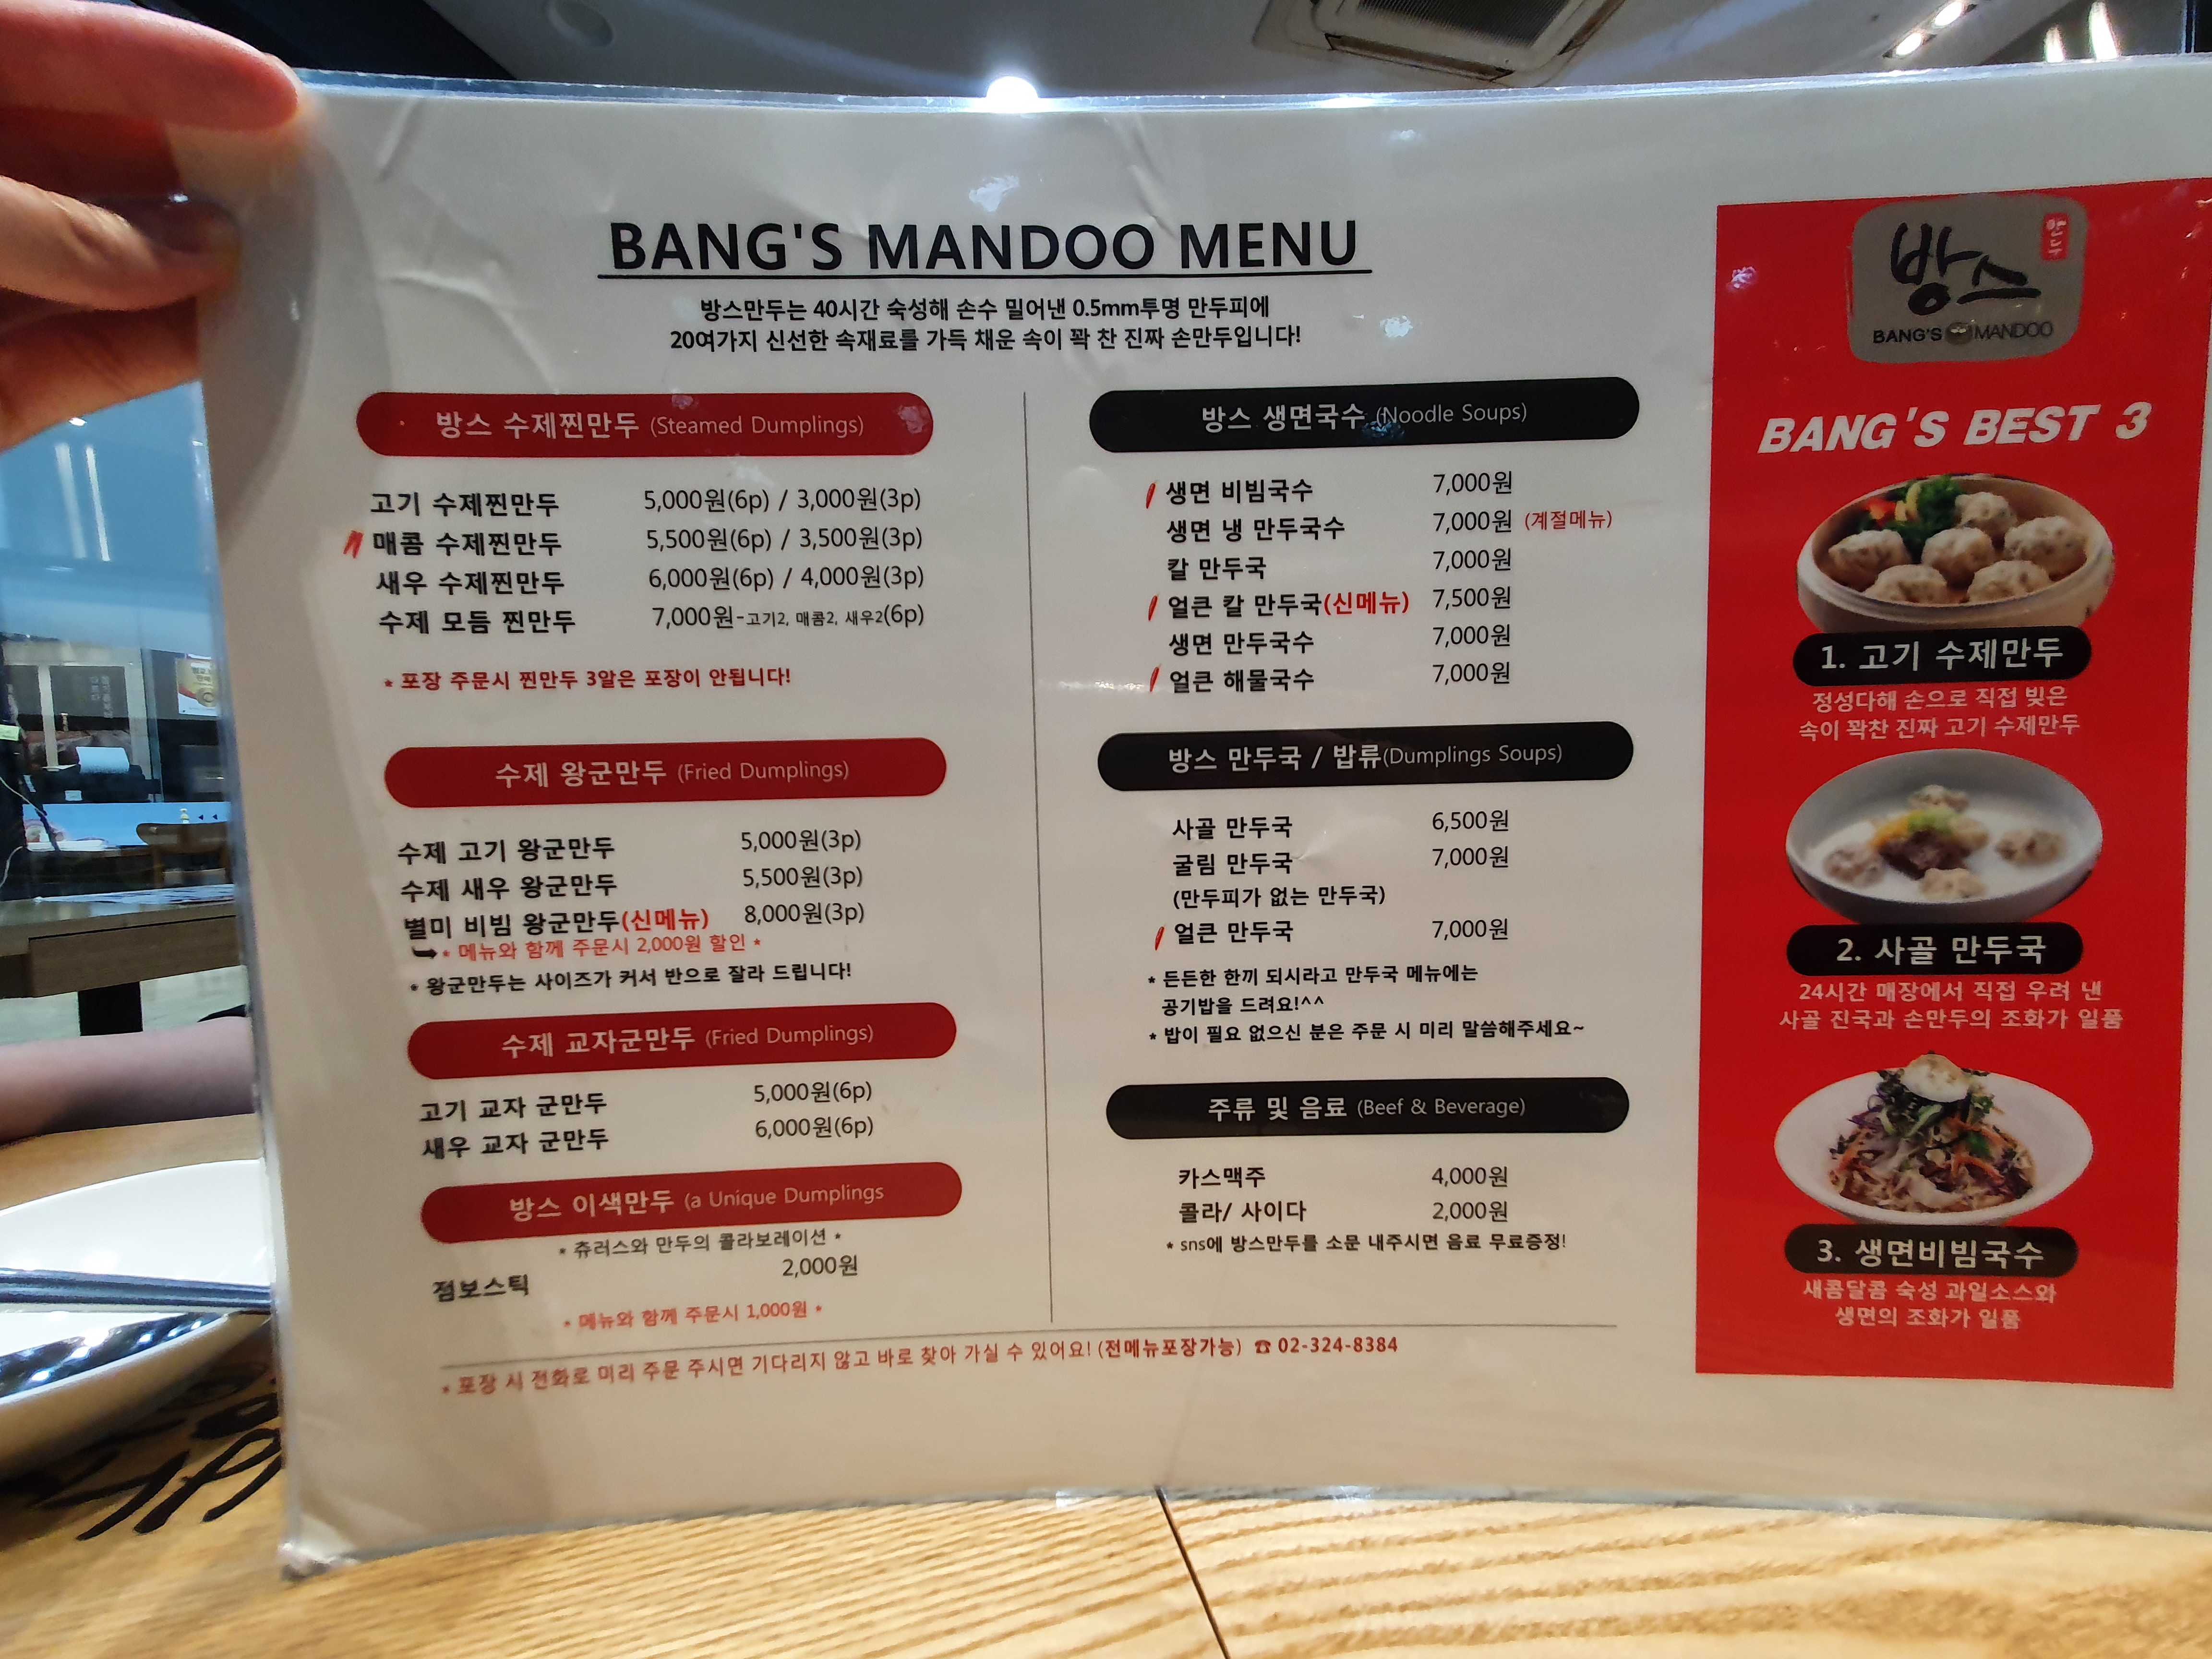 BANG'S MANDOO MENU
방스만두는 40시간 숙성해 손수 밀어낸 0.5mm투명 만두피에
20여가지 신선한 속재료를 가득 채운 속이 꽉 찬 진짜 손만두입니다!
방스 수제찐만두 (Steamed Dumplings)
고기 수제찐만두 5,000원(6p) / 3,000원(3p)
매콤 수제찐만두 5,500원(6p) / 3,500원(3p)
새우 수제찐만두 6,000원(6p) / 4,000원(3p)
수제 모듬 찐만두 7,000원-고기2, 매콤2, 새우2(6p)
* 포장 주문시 찐만두 3알은 포장이 안됩니다!
수제 왕군만두 (Fried Dumplings)
수제 고기 왕군만두 5,000원(3p)
수제 새우 왕군만두 5,500원(3p)
별미 비빔 왕군만두(신메뉴) 8,000원(3p)
* 메뉴와 함께 주문시 2,000원 할인 *
* 왕군만두는 사이즈가 커서 반으로 잘라 드립니다!
수제 교자군만두 (Fried Dumplings)
고기 교자 군만두 5,000원(6p)
새우 교자 군만두 6,000원(6p)
방스 이색만두 (a Unique Dumplings
* 츄러스와 만두의 콜라보레이션 *
점보스틱 2,000원
* 메뉴와 함께 주문시 1,000원 *
방스 생면국수 (Noodle Soups)
생면 비빔국수 7,000원
생면 냉 만두국수 7,000원 (계절메뉴)
칼 만두국 7,000원
얼큰 칼 만두국(신메뉴) 7,500원
생면 만두국수 7,000원
얼큰 해물국수 7,000원
방스 만두국 / 밥류(Dumplings Soups)
사골 만두국 6,500원
굴림 만두국 7,000원
(만두피가 없는 만두국)
얼큰 만두국 7,000원
* 든든한 한끼 되시라고 만두국 메뉴에는
공기밥을 드려요!^^
* 밥이 필요 없으신 분은 주문 시 미리 말씀해주세요~
주류 및 음료 (Beef & Beverage)
카스맥주 4,000원
콜라/ 사이다 2,000원
* sns에 방스만두를 소문 내주시면 음료 무료증정!
* 포장 시 전화로 미리 주문 주시면 기다리지 않고 바로 찾아 가실 수 있어요! (전메뉴포장가능) ☎ 02-324-8384
방스 만두
BANG'S MANDOO
BANG'S BEST 3
1. 고기 수제만두
정성다해 손으로 직접 빚은
속이 꽉찬 진짜 고기 수제만두
2. 사골 만두국
24시간 매장에서 직접 우려 낸
사골 진국과 손만두의 조화가 일품
3. 생면비빔국수
새콤달콤 숙성 과일소스와
생면의 조화가 일품